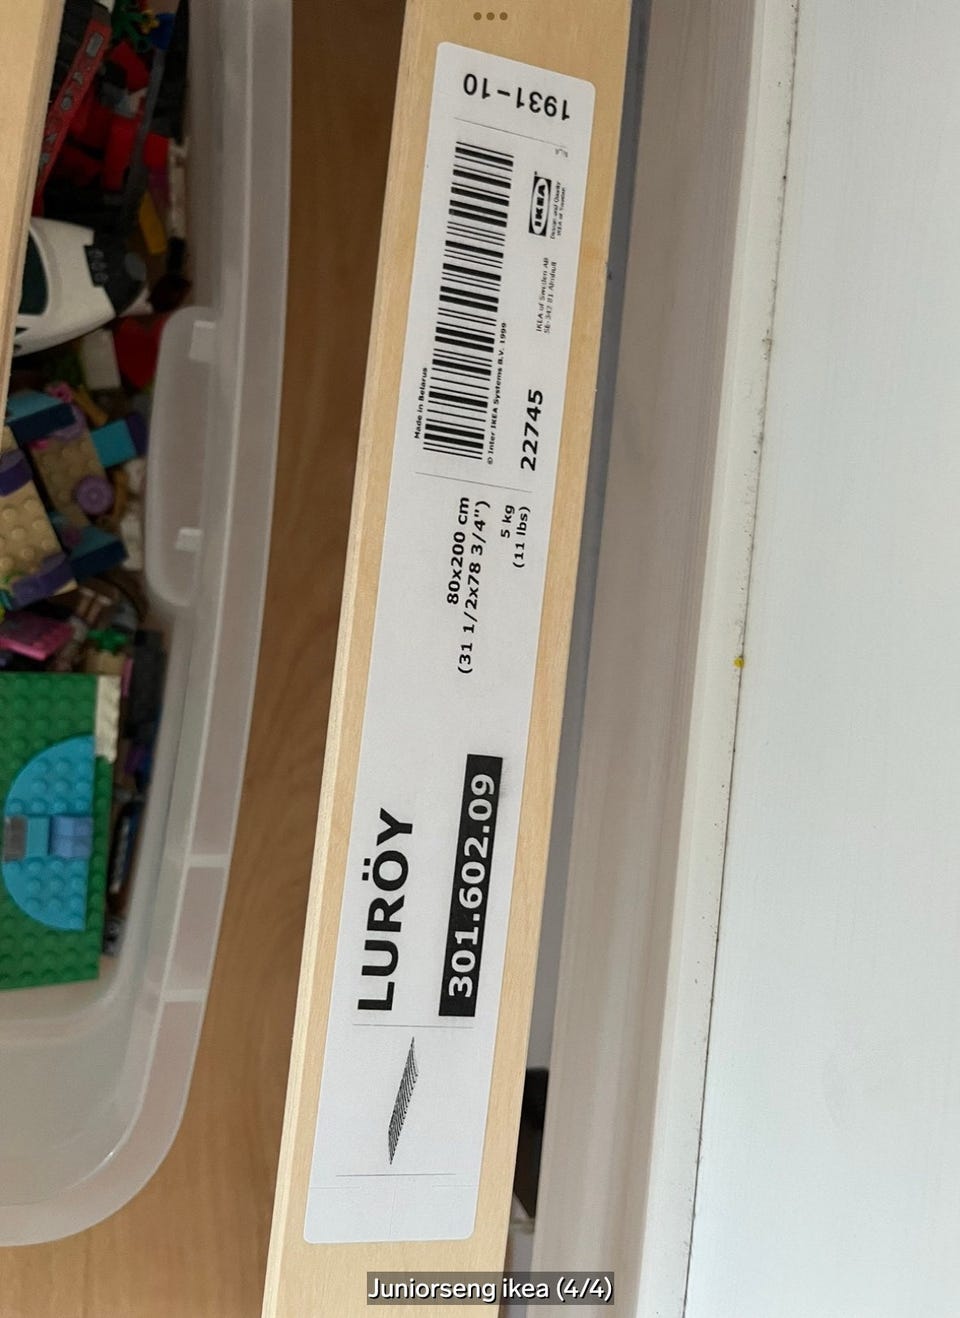 LURÖY
301.602.09
80x200 cm
(31 1/2x78 3/4")
5 kg
(11 lbs)
Made in Belarus
© Inter IKEA Systems B.V. 1999
22745
IKEA of Sweden AB
SE-343 81 Älmhult
IKEA
Design and Quality
IKEA of Sweden
1931-10
Juniorseng ikea (4/4)